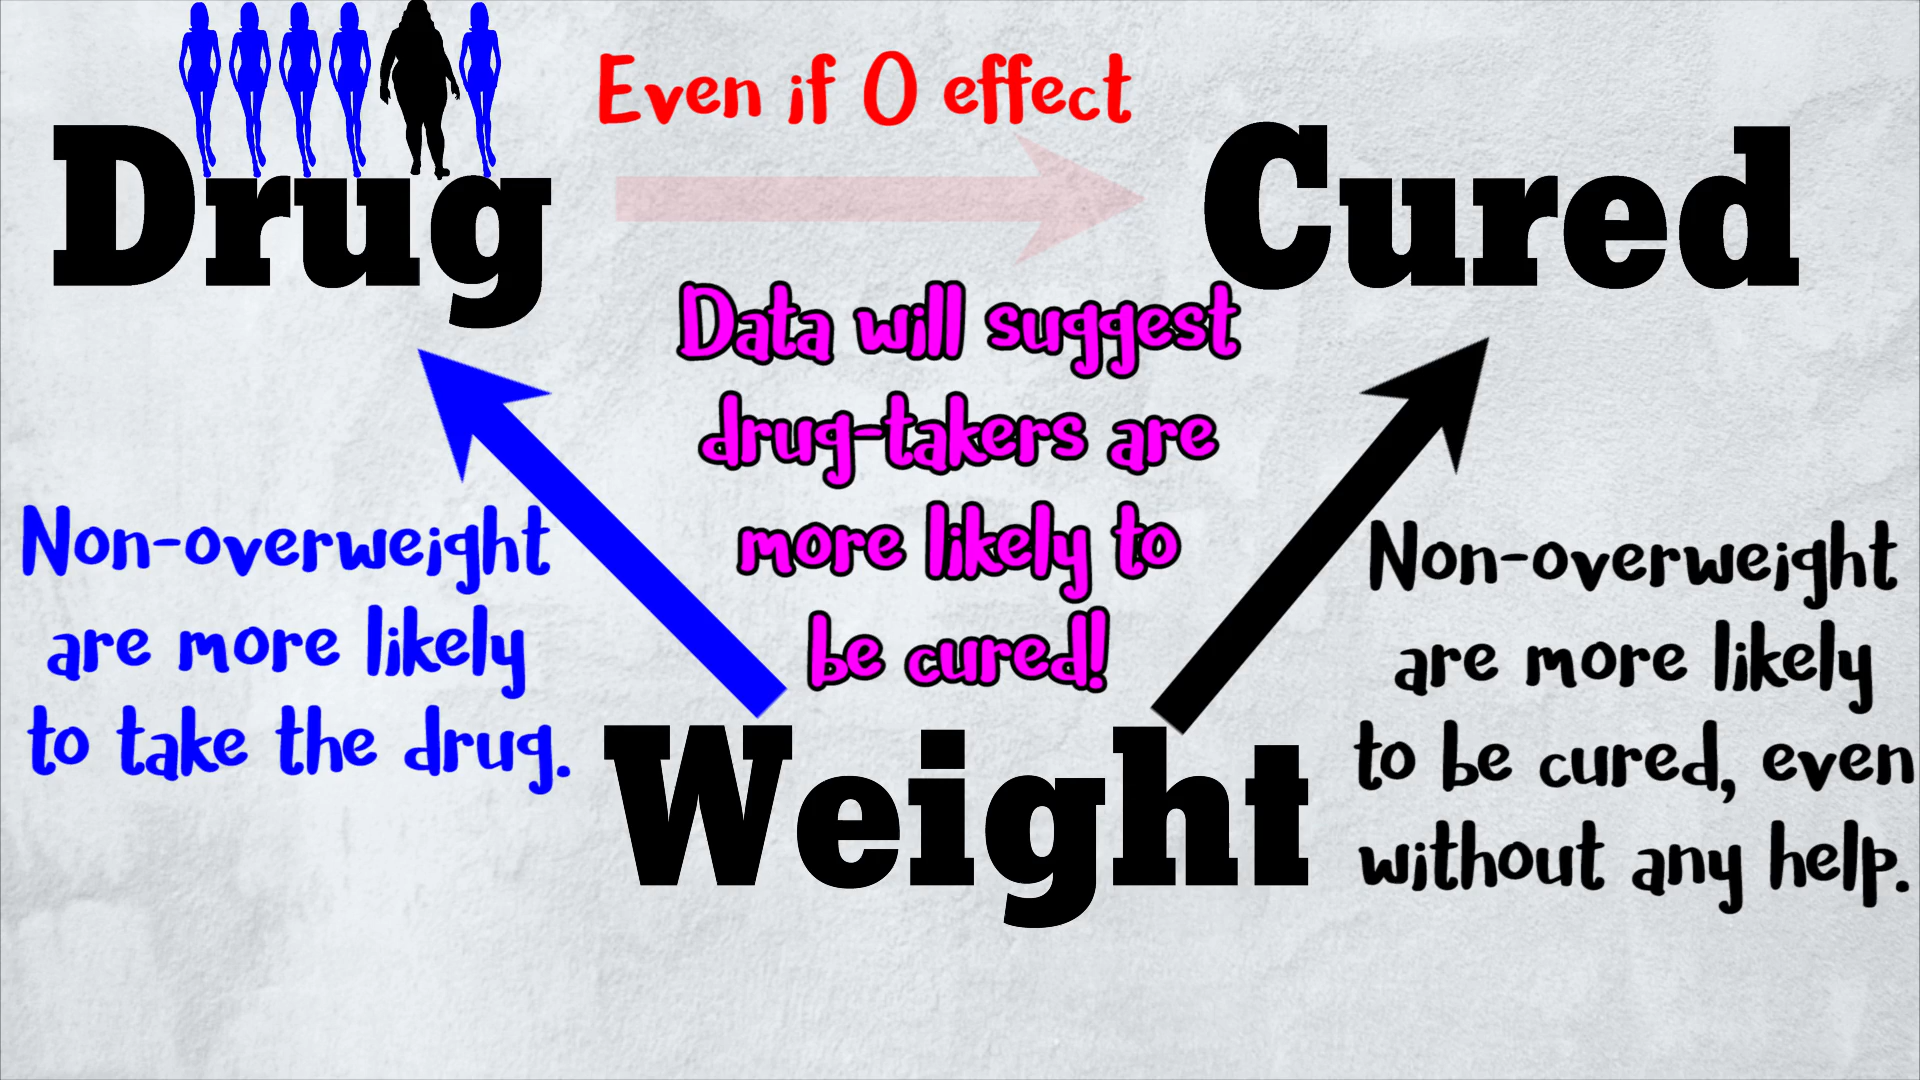 Even if 0 effect
Drug
Cured
Data will suggest
drug-takers are
more likely to
be cured!
Non-overweight
are more likely
to take the drug.
Non-overweight
are more likely
to be cured, even
without any help.
Weight